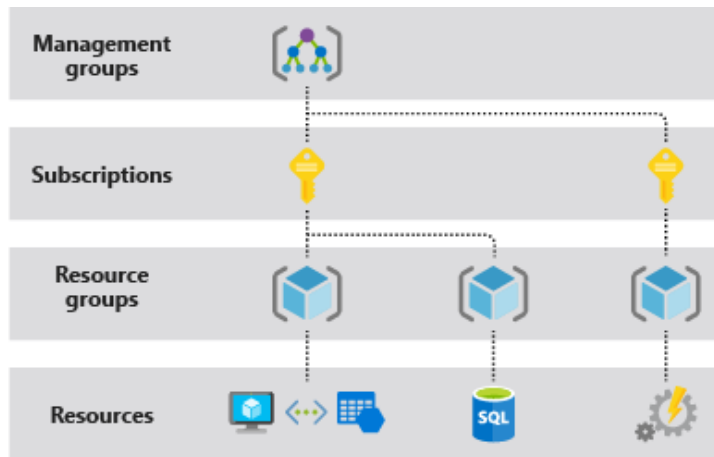 Management
groups
Subscriptions
Resource
groups
Resources
SQL